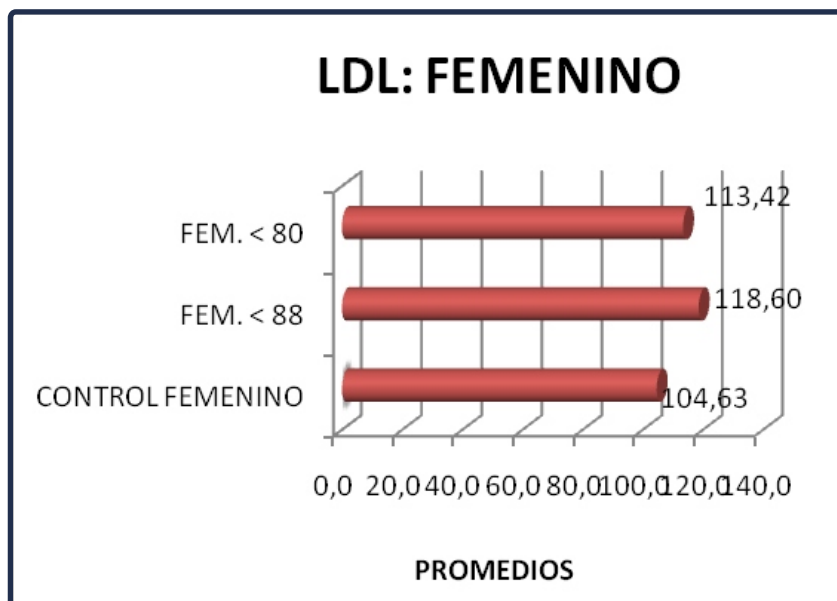 LDL: FEMENINO
FEM. < 80
113,42
FEM. < 88
118,60
CONTROL FEMENINO
104,63
0,0 20,0 40,0 60,0 80,0 100,0 120,0 140,0
PROMEDIOS